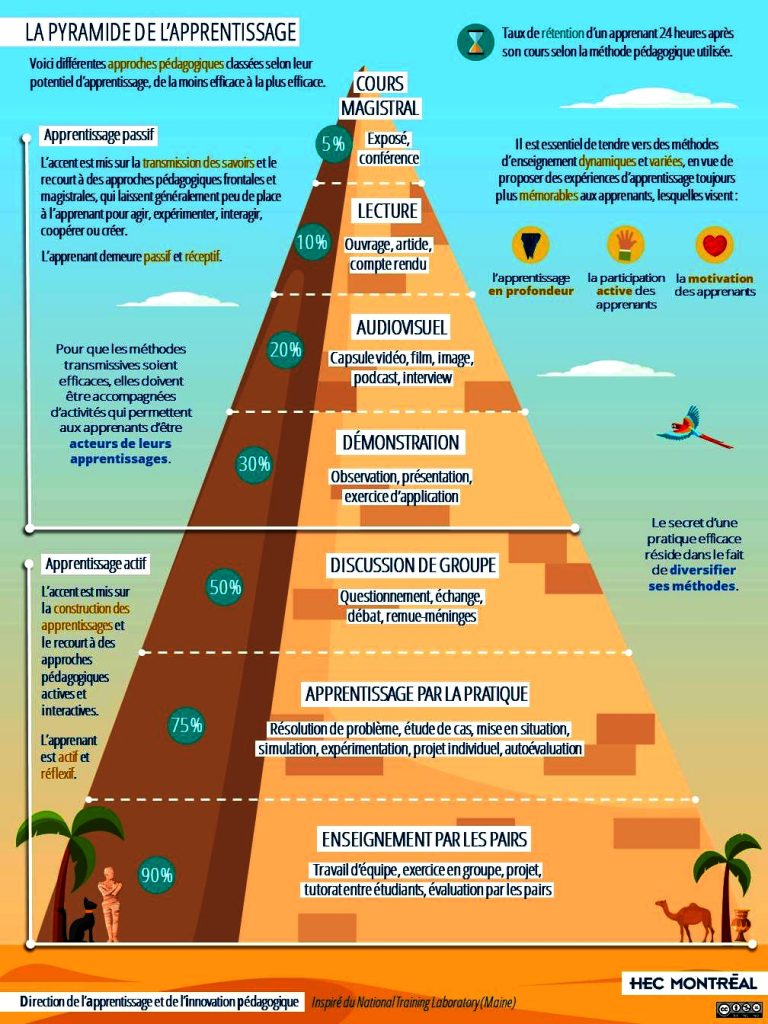 LA PYRAMIDE DE L'APPRENTISSAGE
Voici différentes approches pédagogiques classées selon leur
potentiel d'apprentissage, de la moins efficace à la plus efficace.
Taux de rétention d'un apprenant 24 heures après
son cours selon la méthode pédagogique utilisée.
COURS
MAGISTRAL
5%
Exposé,
conférence
Apprentissage passif
L'accent est mis sur la transmission des savoirs et le
recourt à des approches pédagogiques frontales et
magistrales, qui laissent généralement peu de place
à l'apprenant pour agir, expérimenter, interagir,
coopérer ou créer.
L'apprenant demeure passif et réceptif.
Il est essentiel de tendre vers des méthodes
d'enseignement dynamiques et variées, en vue de
proposer des expériences d'apprentissage toujours
plus mémorables aux apprenants, lesquelles visent :
l'apprentissage
en profondeur
la participation
active des
apprenants
la motivation
des apprenants
LECTURE
10%
Ouvrage, article,
compte rendu
AUDIOVISUEL
20%
Capsule vidéo, film, image,
podcast, interview
Pour que les méthodes
transmissives soient
efficaces, elles doivent
être accompagnées
d'activités qui permettent
aux apprenants d'être
acteurs de leurs
apprentissages.
DÉMONSTRATION
30%
Observation, présentation,
exercice d'application
Le secret d'une
pratique efficace
réside dans le fait
de diversifier
ses méthodes.
Apprentissage actif
L'accent est mis sur
la construction des
apprentissages et
le recourt à des
approches
pédagogiques
actives et
interactives.
L'apprenant
est actif et
réflexif.
DISCUSSION DE GROUPE
50%
Questionnement, échange,
débat, remue-méninges
APPRENTISSAGE PAR LA PRATIQUE
75%
Résolution de problème, étude de cas, mise en situation,
simulation, expérimentation, projet individuel, autoévaluation
ENSEIGNEMENT PAR LES PAIRS
90%
Travail d'équipe, exercice en groupe, projet,
tutorat entre étudiants, évaluation par les pairs
HEC MONTRÉAL
Direction de l'apprentissage et de l'innovation pédagogique Inspiré du National Training Laboratory (Maine)